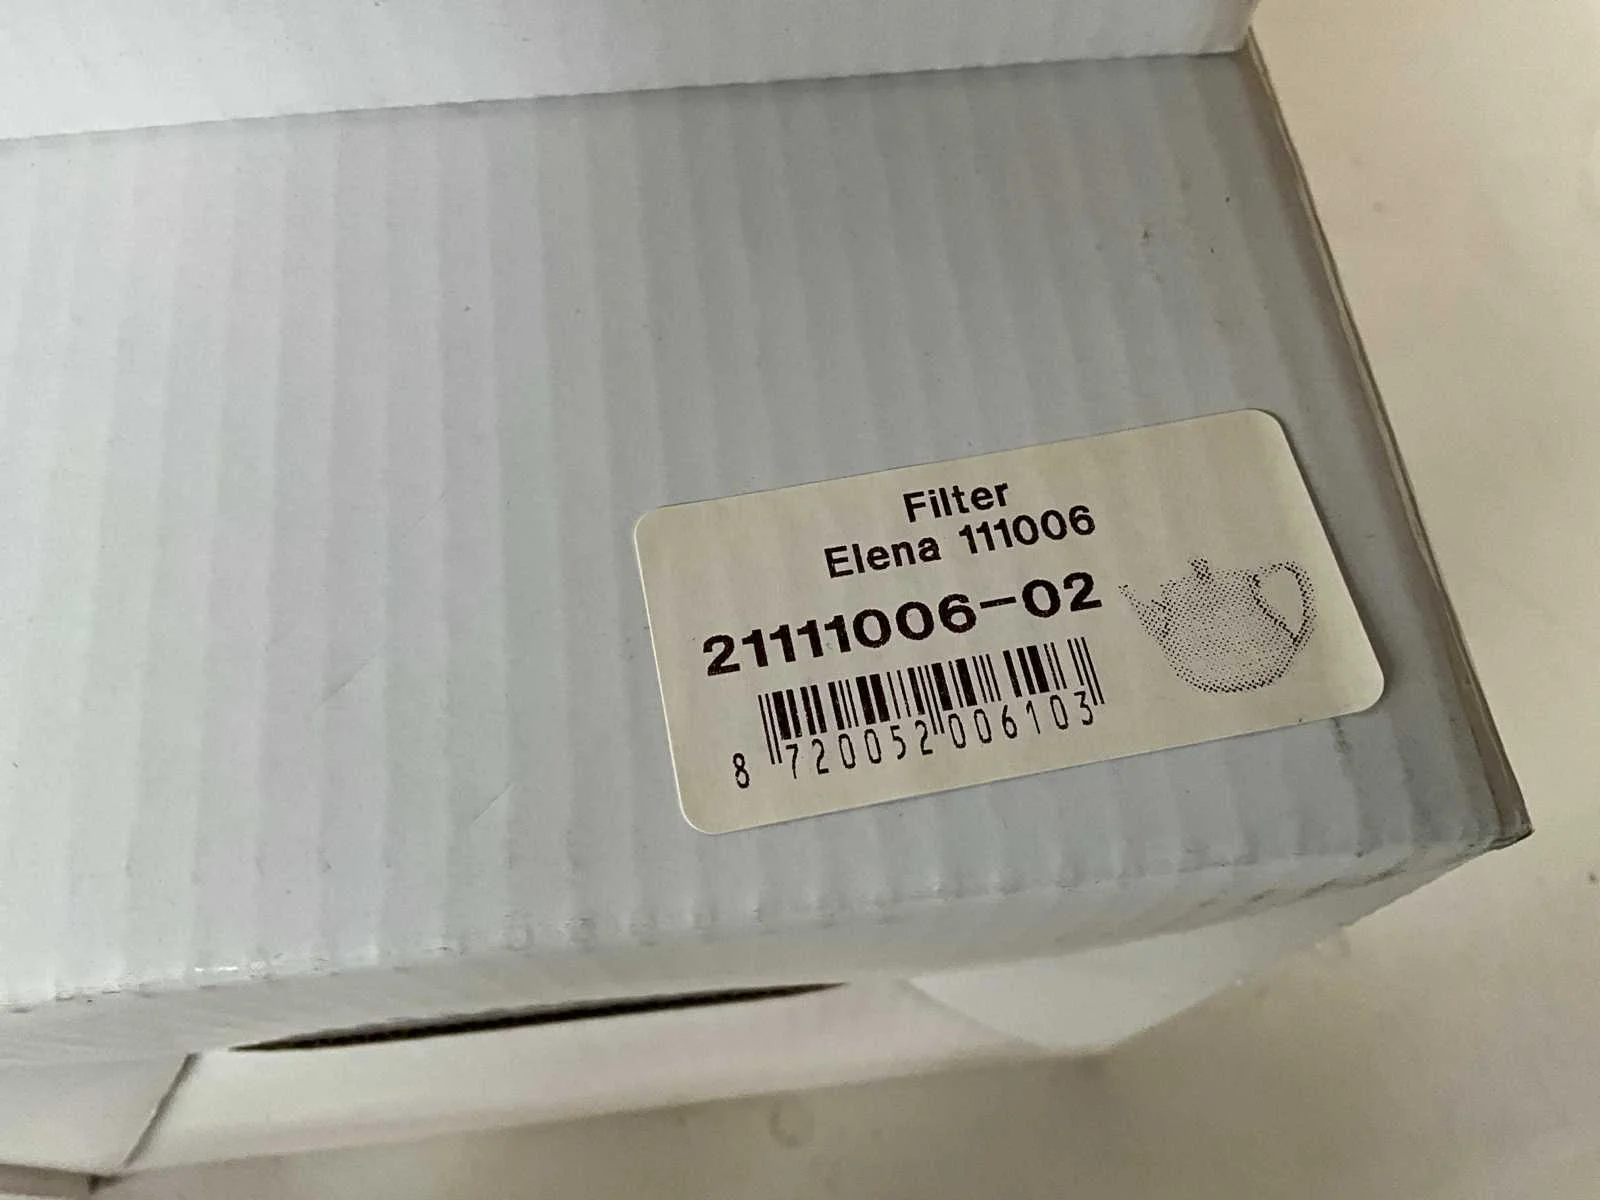 Filter
Elena 111006
21111006-02
8 720052 006103